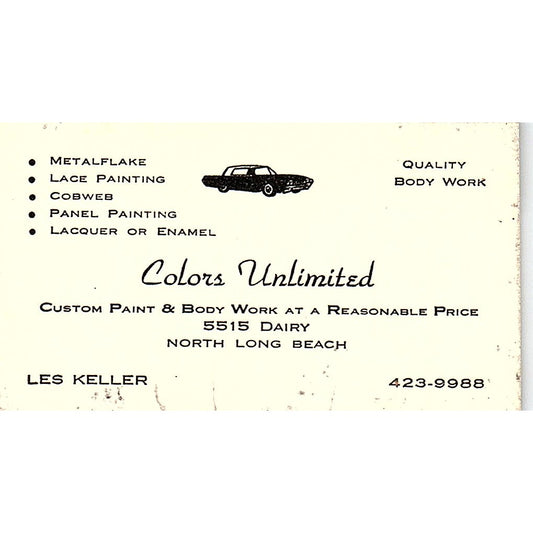 • METALFLAKE
• LACE PAINTING
• COBWEB
• PANEL PAINTING
• LACQUER OR ENAMEL
QUALITY
BODY WORK
Colors Unlimited
CUSTOM PAINT & BODY WORK AT A REASONABLE PRICE
5515 DAIRY
NORTH LONG BEACH
LES KELLER
423-9988